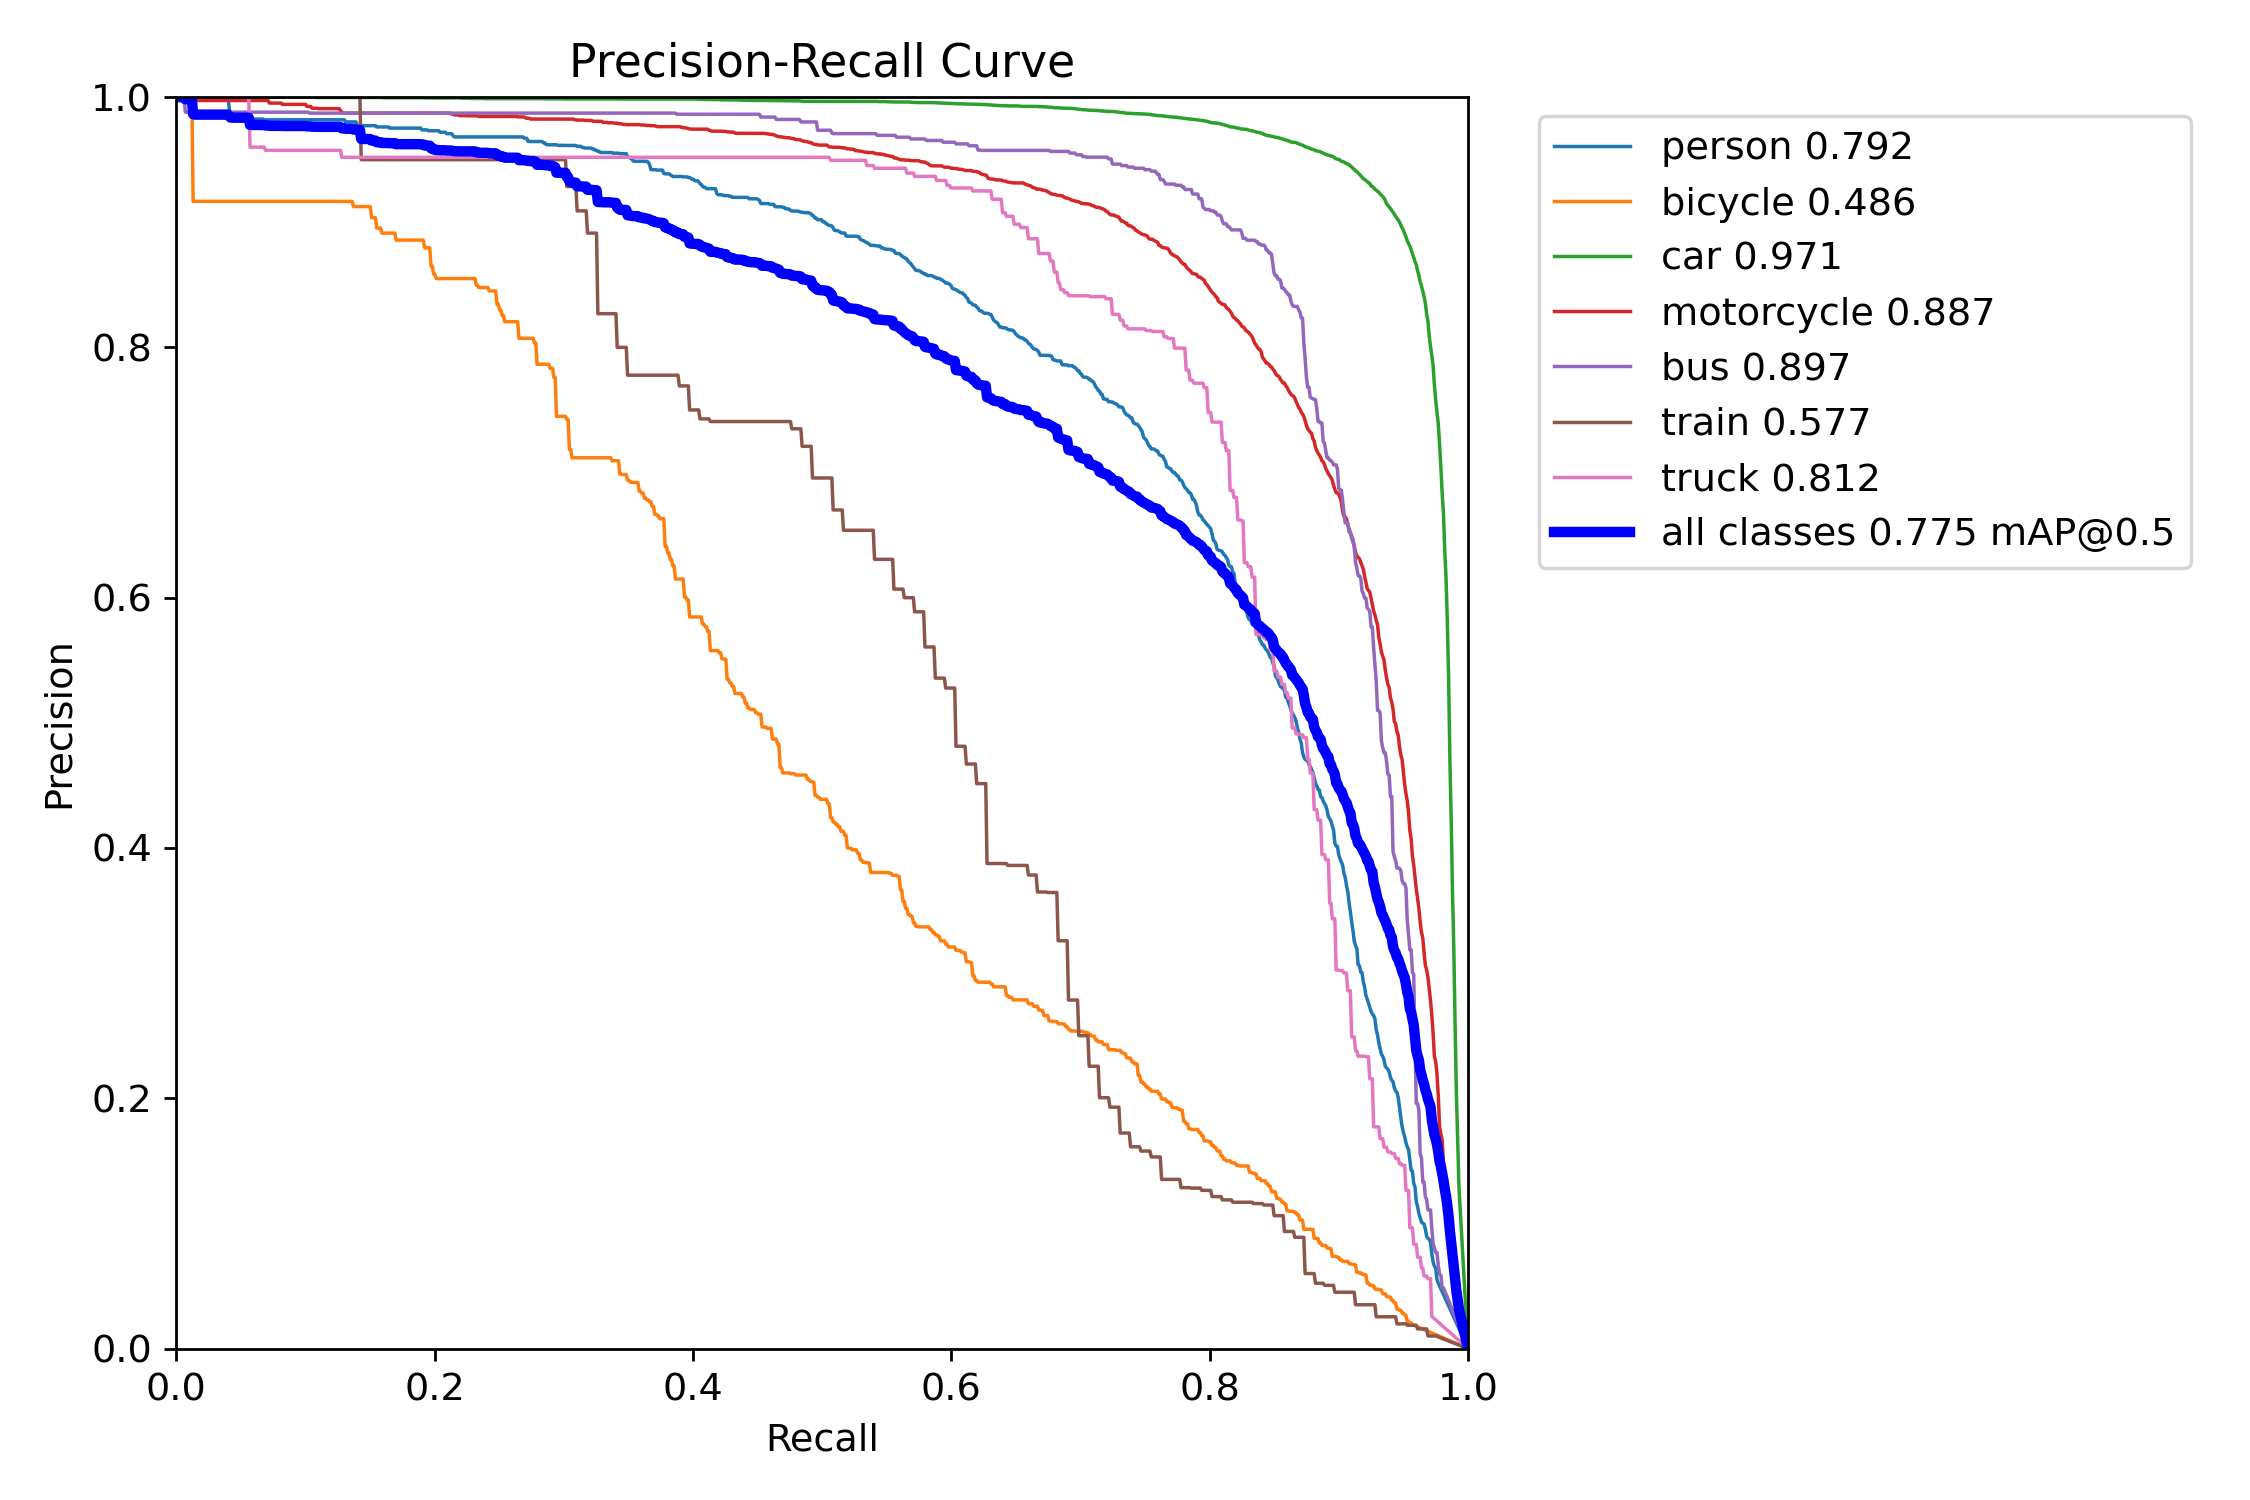 Precision-Recall Curve
1.0
0.8
0.6
0.4
0.2
0.0
Precision
0.0 0.2 0.4 0.6 0.8 1.0
Recall
person 0.792
bicycle 0.486
car 0.971
motorcycle 0.887
bus 0.897
train 0.577
truck 0.812
all classes 0.775 mAP@0.5